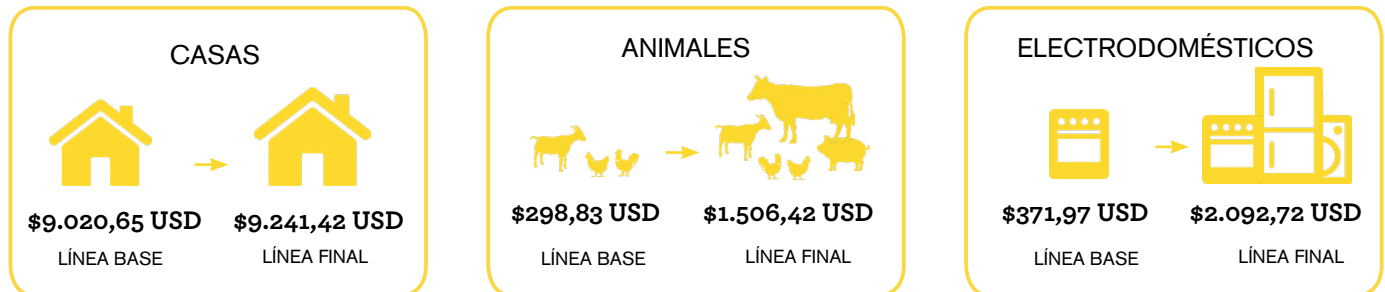 CASAS
$9.020,65 USD
LÍNEA BASE
$9.241,42 USD
LÍNEA FINAL
ANIMALES
$298,83 USD
LÍNEA BASE
$1.506,42 USD
LÍNEA FINAL
ELECTRODOMÉSTICOS
$371,97 USD
LÍNEA BASE
$2.092,72 USD
LÍNEA FINAL